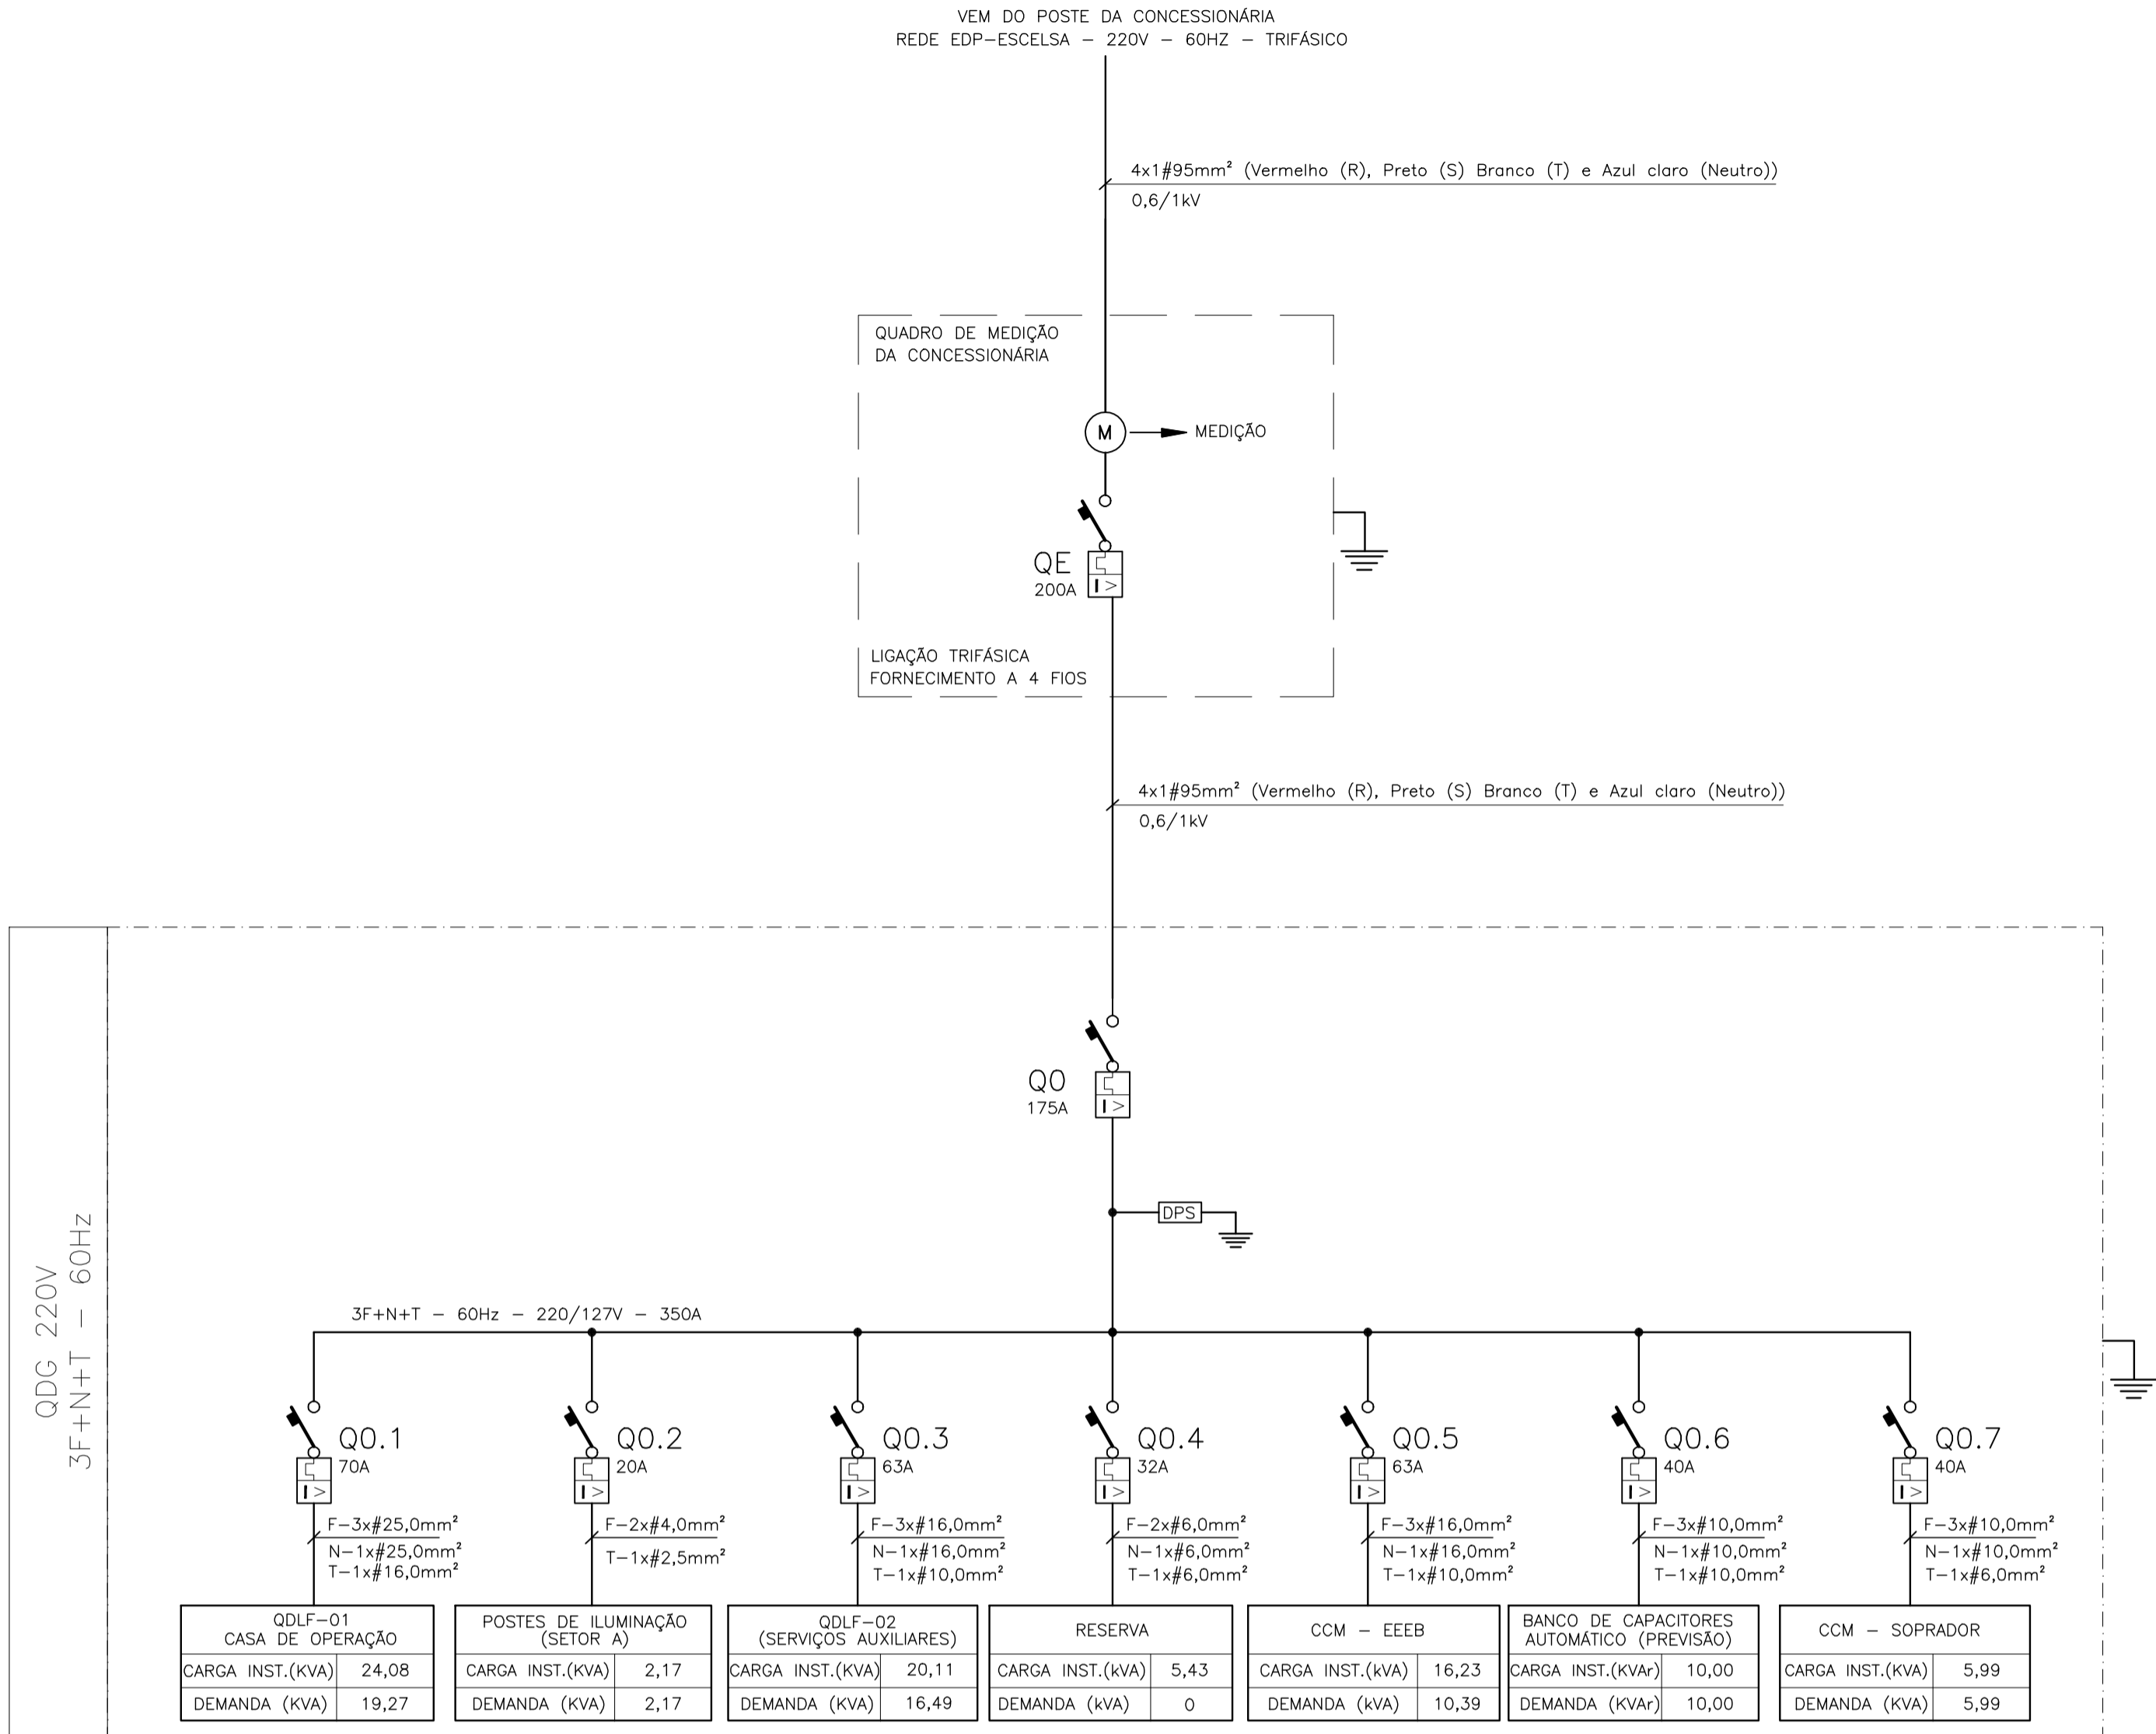 VEM DO POSTE DA CONCESSIONÁRIA
REDE EDP-ESCELSA - 220V - 60HZ - TRIFÁSICO
4x1#95mm² (Vermelho (R), Preto (S) Branco (T) e Azul claro (Neutro))
0,6/1kV
QUADRO DE MEDIÇÃO
DA CONCESSIONÁRIA
M
MEDIÇÃO
QE
200A
I >
LIGAÇÃO TRIFÁSICA
FORNECIMENTO A 4 FIOS
4x1#95mm² (Vermelho (R), Preto (S) Branco (T) e Azul claro (Neutro))
0,6/1kV
QDG 220V
3F+N+T - 60Hz
Q0
175A
I >
DPS
3F+N+T - 60Hz - 220/127V - 350A
Q0.1
70A
I >
F-3x#25,0mm²
N-1x#25,0mm²
T-1x#16,0mm²
QDLF-01
CASA DE OPERAÇÃO
CARGA INST.(KVA) 24,08
DEMANDA (KVA) 19,27
Q0.2
20A
I >
F-2x#4,0mm²
T-1x#2,5mm²
POSTES DE ILUMINAÇÃO
(SETOR A)
CARGA INST.(KVA) 2,17
DEMANDA (KVA) 2,17
Q0.3
63A
I >
F-3x#16,0mm²
N-1x#16,0mm²
T-1x#10,0mm²
QDLF-02
(SERVIÇOS AUXILIARES)
CARGA INST.(KVA) 20,11
DEMANDA (KVA) 16,49
Q0.4
32A
I >
F-2x#6,0mm²
N-1x#6,0mm²
T-1x#6,0mm²
RESERVA
CARGA INST.(kVA) 5,43
DEMANDA (kVA) 0
Q0.5
63A
I >
F-3x#16,0mm²
N-1x#16,0mm²
T-1x#10,0mm²
CCM - EEEB
CARGA INST.(kVA) 16,23
DEMANDA (kVA) 10,39
Q0.6
40A
I >
F-3x#10,0mm²
N-1x#10,0mm²
T-1x#10,0mm²
BANCO DE CAPACITORES
AUTOMÁTICO (PREVISÃO)
CARGA INST.(KVAr) 10,00
DEMANDA (KVAr) 10,00
Q0.7
40A
I >
F-3x#10,0mm²
N-1x#10,0mm²
T-1x#6,0mm²
CCM - SOPRADOR
CARGA INST.(KVA) 5,99
DEMANDA (KVA) 5,99